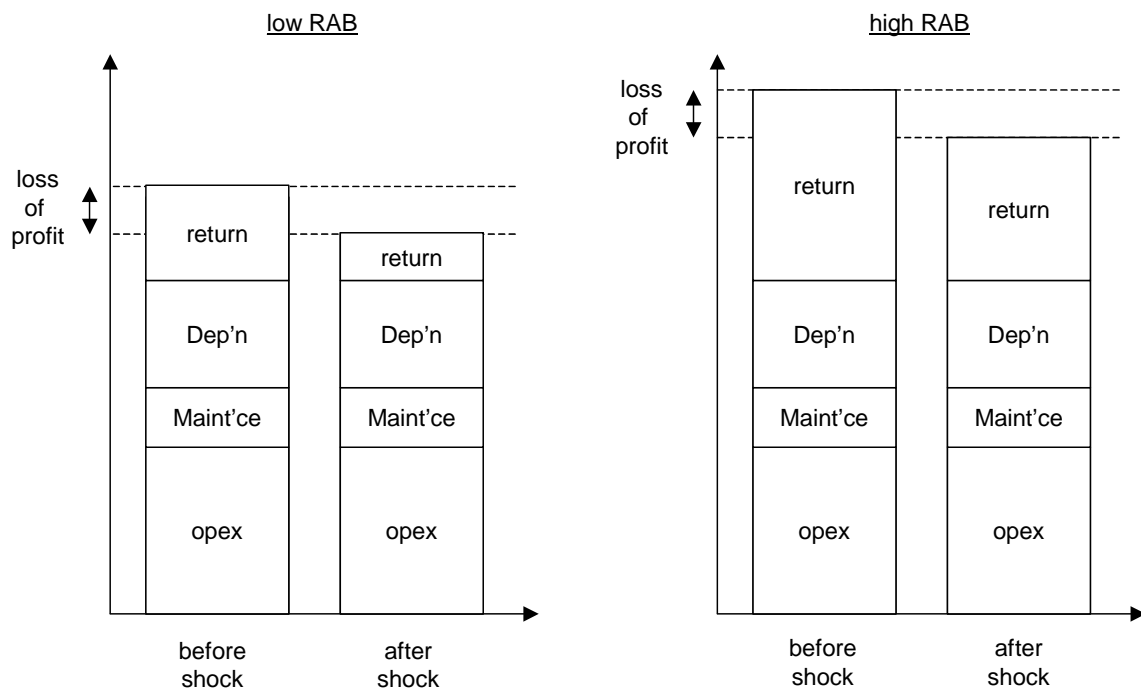 low RAB
loss
of
profit
return
return
Dep’n
Dep’n
Maint’ce
Maint’ce
opex
opex
before
shock
after
shock
high RAB
loss
of
profit
return
return
Dep’n
Dep’n
Maint’ce
Maint’ce
opex
opex
before
shock
after
shock